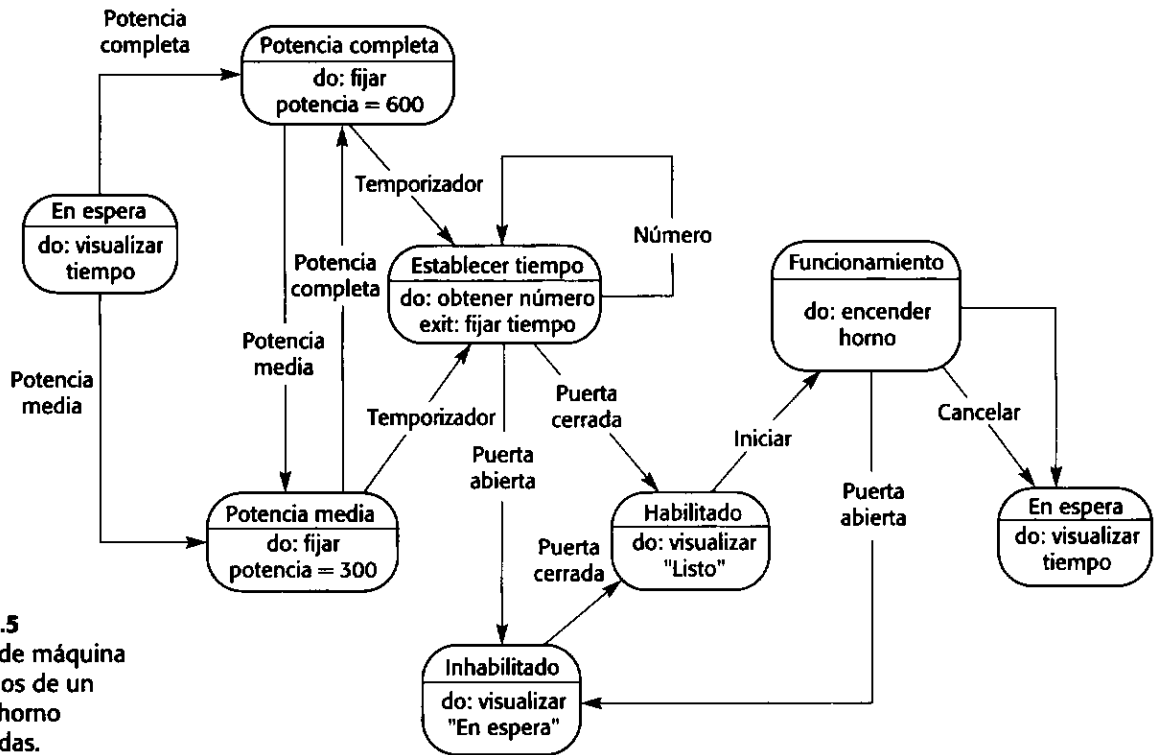 Potencia
completa
Potencia completa
do: fijar
potencia = 600
Temporizador
En espera
do: visualizar
tiempo
Número
Potencia
completa
Establecer tiempo
do: obtener número
exit: fijar tiempo
Funcionamiento
do: encender
horno
Potencia
media
Potencia
media
Temporizador
Puerta
cerrada
Puerta
abierta
Iniciar
Cancelar
Puerta
abierta
Potencia media
do: fijar
potencia = 300
Habilitado
do: visualizar
"Listo"
En espera
do: visualizar
tiempo
Puerta
cerrada
.5
de máquina
os de un
horno
das.
Inhabilitado
do: visualizar
"En espera"